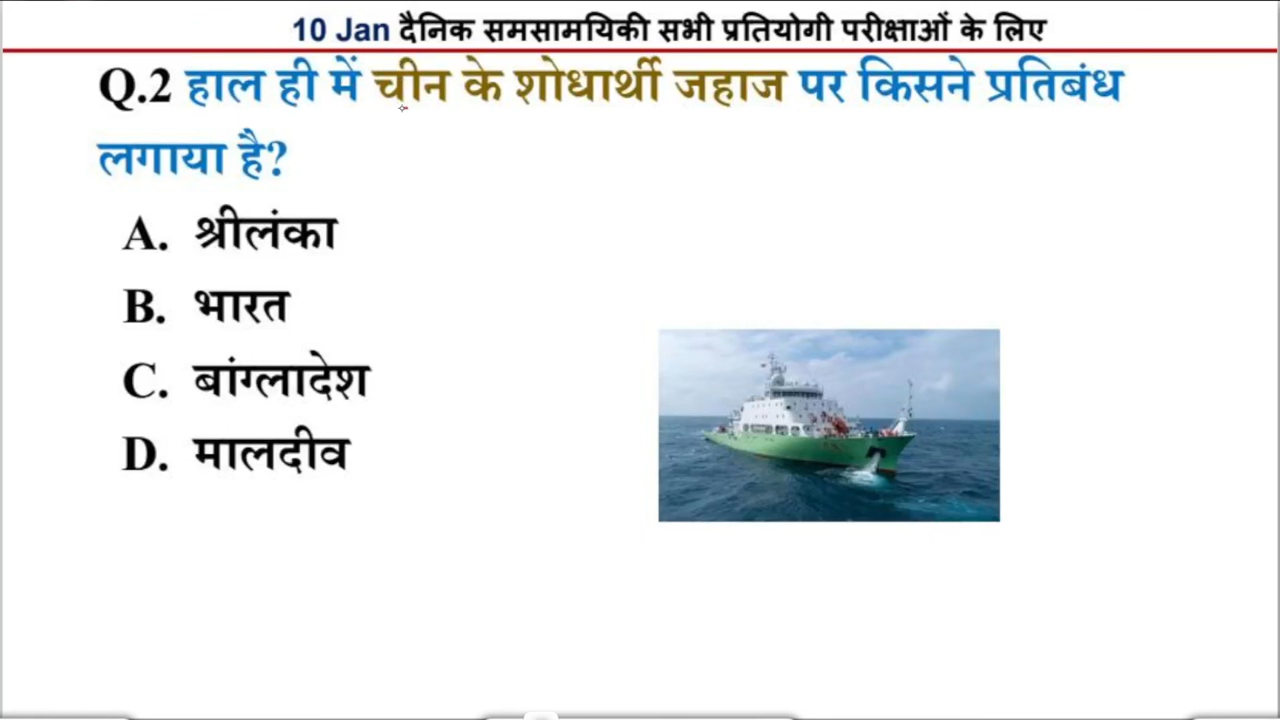 10 Jan दैनिक समसामयिकी सभी प्रतियोगी परीक्षाओं के लिए
Q.2 हाल ही में चीन के शोधार्थी जहाज पर किसने प्रतिबंध
लगाया है?
A. श्रीलंका
B. भारत
C. बांग्लादेश
D. मालदीव